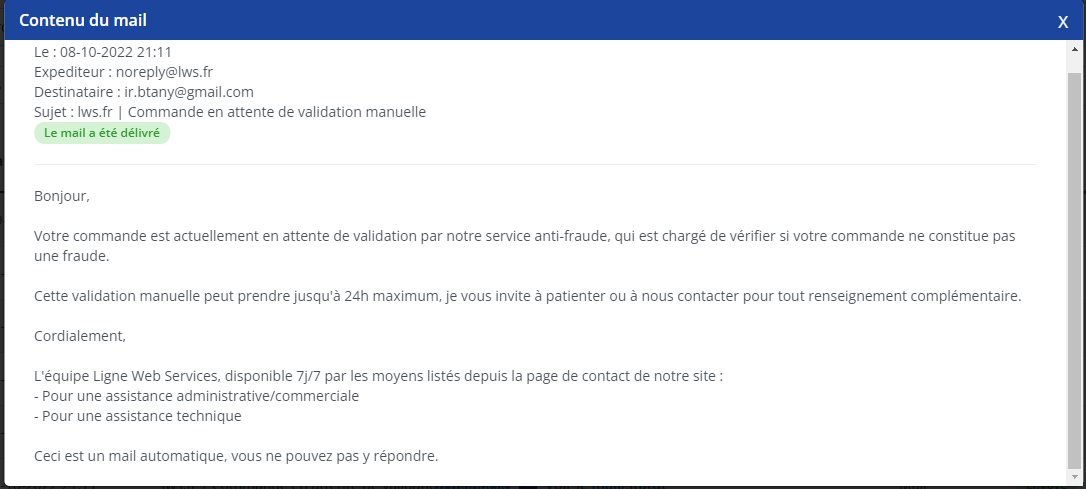 Contenu du mail
X
Le : 08-10-2022 21:11
Expediteur : noreply@lws.fr
Destinataire : ir.btany@gmail.com
Sujet : lws.fr | Commande en attente de validation manuelle
Le mail a été délivré
Bonjour,
Votre commande est actuellement en attente de validation par notre service anti-fraude, qui est chargé de vérifier si votre commande ne constitue pas
une fraude.
Cette validation manuelle peut prendre jusqu'à 24h maximum, je vous invite à patienter ou à nous contacter pour tout renseignement complémentaire.
Cordialement,
L'équipe Ligne Web Services, disponible 7j/7 par les moyens listés depuis la page de contact de notre site :
- Pour une assistance administrative/commerciale
- Pour une assistance technique
Ceci est un mail automatique, vous ne pouvez pas y répondre.